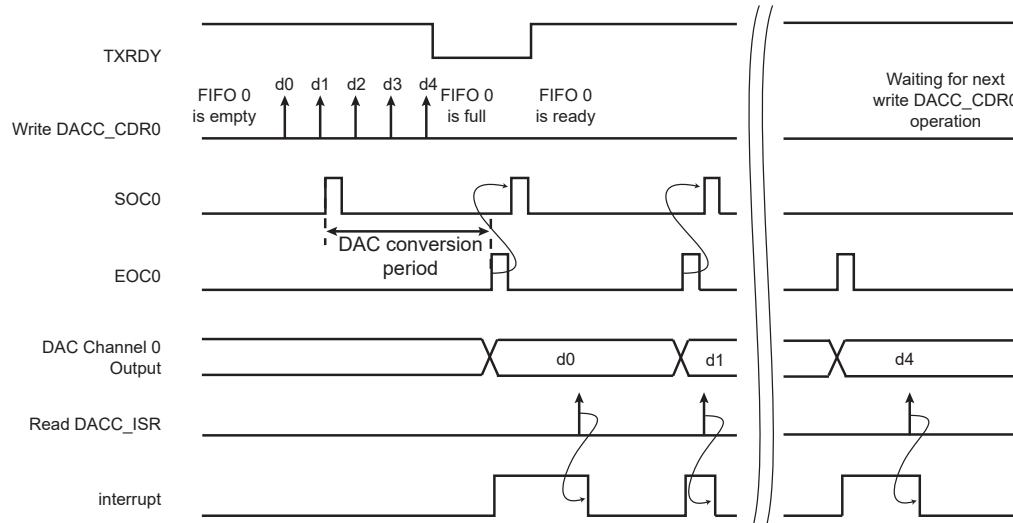 TXRDY
d0 d1 d2 d3 d4
FIFO 0
is empty
FIFO 0
is full
FIFO 0
is ready
Waiting for next
write DACC_CDR0
operation
Write DACC_CDR0
SOC0
DAC conversion
period
EOC0
DAC Channel 0
Output
d0
d1
d4
Read DACC_ISR
interrupt